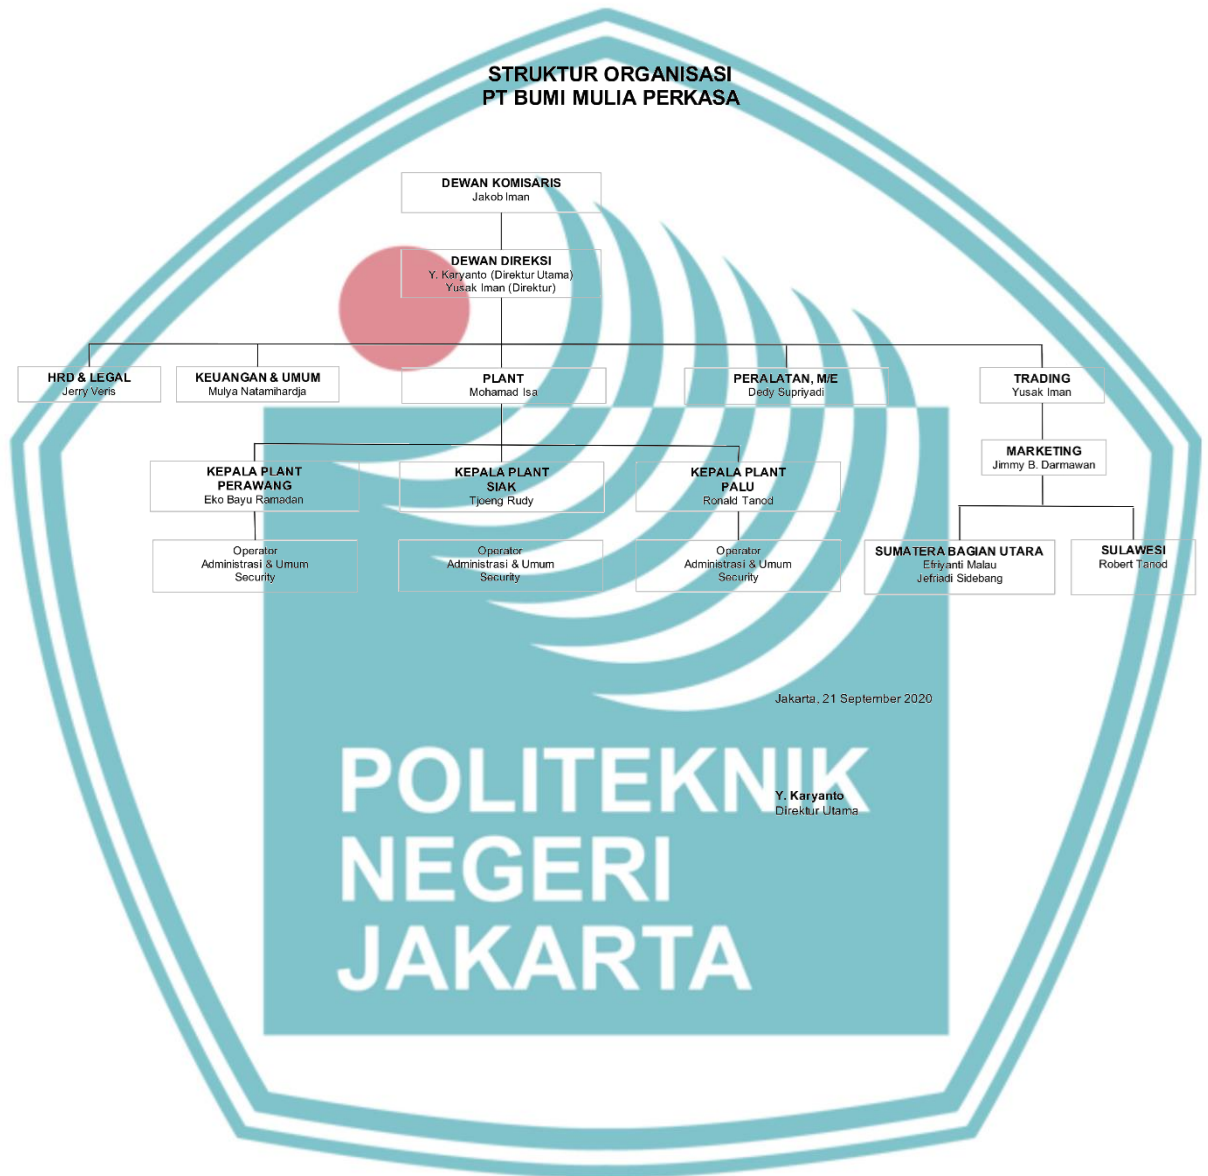 STRUKTUR ORGANISASI
PT BUMI MULIA PERKASA
DEWAN KOMISARIS
Jakob Iman
DEWAN DIREKSI
Y. Karyanto (Direktur Utama)
Yusak Iman (Direktur)
HRD & LEGAL
Jerry Veris
KEUANGAN & UMUM
Mulya Natamihardja
PLANT
Mohamad Isa
PERALATAN, M/E
Dedy Supriyadi
TRADING
Yusak Iman
MARKETING
Jimmy B. Darmawan
KEPALA PLANT
PERAWANG
Eko Bayu Ramadan
KEPALA PLANT
SIAK
Tjoeng Rudy
KEPALA PLANT
PALU
Ronald Tanod
Operator
Administrasi & Umum
Security
Operator
Administrasi & Umum
Security
Operator
Administrasi & Umum
Security
SUMATERA BAGIAN UTARA
Efriyanti Malau
Jefriadi Sidebang
SULAWESI
Robert Tanod
Jakarta, 21 September 2020
Y. Karyanto
Direktur Utama
POLITEKNIK
NEGERI
JAKARTA